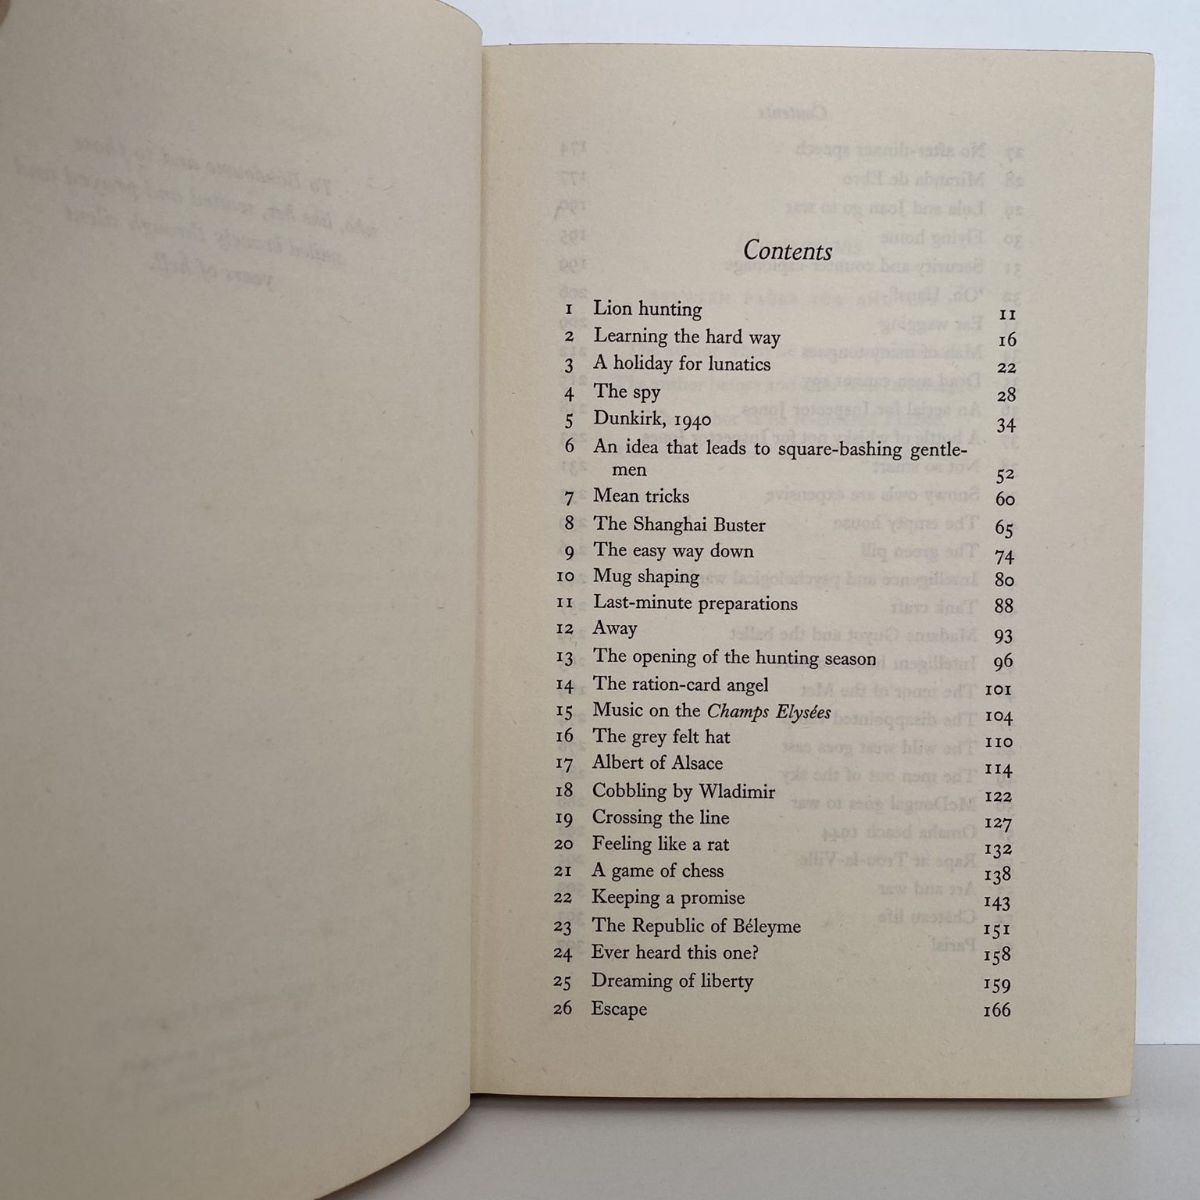 Contents
1 Lion hunting 11
2 Learning the hard way 16
3 A holiday for lunatics 22
4 The spy 28
5 Dunkirk, 1940 34
6 An idea that leads to square-bashing gentle-
men 52
7 Mean tricks 60
8 The Shanghai Buster 65
9 The easy way down 74
10 Mug shaping 80
11 Last-minute preparations 88
12 Away 93
13 The opening of the hunting season 96
14 The ration-card angel 101
15 Music on the Champs Elysées 104
16 The grey felt hat 110
17 Albert of Alsace 114
18 Cobbling by Wladimir 122
19 Crossing the line 127
20 Feeling like a rat 132
21 A game of chess 138
22 Keeping a promise 143
23 The Republic of Béleyme 151
24 Ever heard this one? 158
25 Dreaming of liberty 159
26 Escape 166